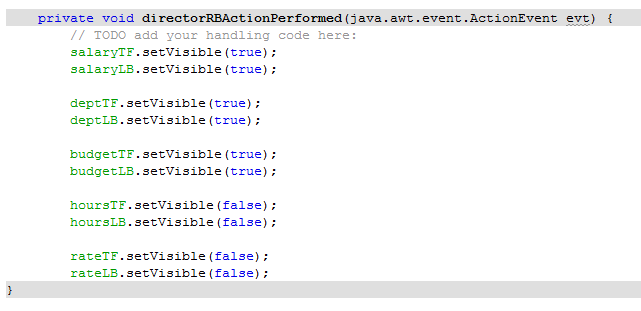 private void directorRBActionPerformed(java.awt.event.ActionEvent evt) {
// TODO add your handling code here:
salaryTF.setVisible(true);
salaryLB.setVisible(true);
deptTF.setVisible(true);
deptLB.setVisible(true);
budgetTF.setVisible(true);
budgetLB.setVisible(true);
hoursTF.setVisible(false);
hoursLB.setVisible(false);
rateTF.setVisible(false);
rateLB.setVisible(false);
}